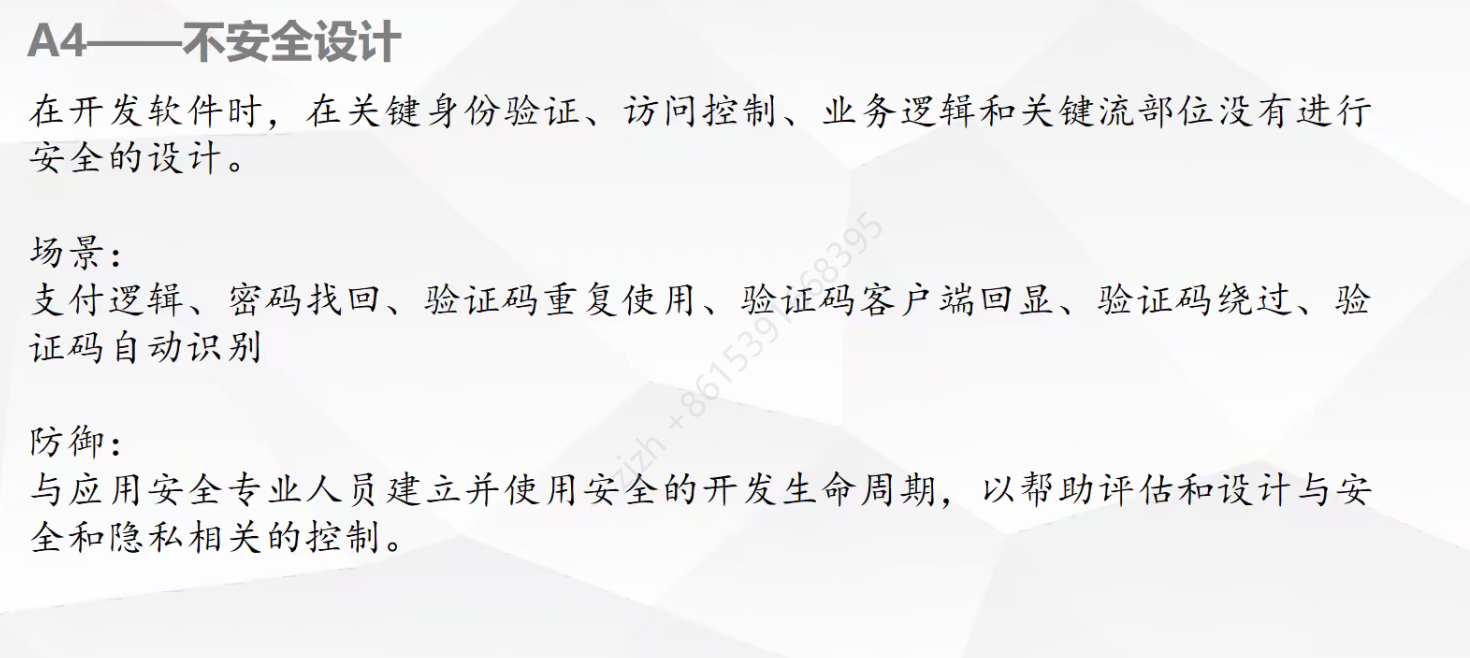 A4——不安全设计
在开发软件时，在关键身份验证、访问控制、业务逻辑和关键流部位没有进行
安全的设计。
场景：
支付逻辑、密码找回、验证码重复使用、验证码客户端回显、验证码绕过、验
证码自动识别
防御：
与应用安全专业人员建立并使用安全的开发生命周期，以帮助评估和设计与安
全和隐私相关的控制。
zizh +861539 68395